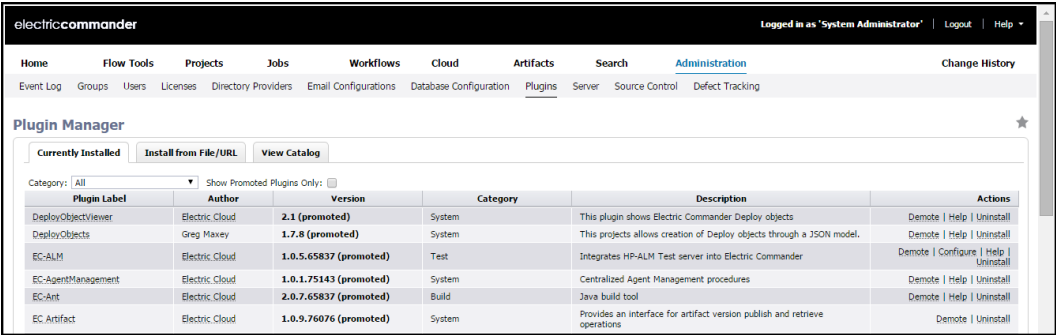 electriccommander Logged in as 'System Administrator' | Logout | Help
Home Flow Tools Projects Jobs Workflows Cloud Artifacts Search Administration Change History
Event Log Groups Users Licenses Directory Providers Email Configurations Database Configuration Plugins Server Source Control Defect Tracking
Plugin Manager
Currently Installed Install from File/URL View Catalog
Category: All Show Promoted Plugins Only:
Plugin Label Author Version Category Description Actions
DeployObjectViewer Electric Cloud 2.1 (promoted) System This plugin shows Electric Commander Deploy objects Demote | Help | Uninstall
DeployObjects Greg Maxey 1.7.8 (promoted) System This projects allows creation of Deploy objects through a JSON model. Demote | Help | Uninstall
EC-ALM Electric Cloud 1.0.5.65837 (promoted) Test Integrates HP-ALM Test server into Electric Commander Demote | Configure | Help |
Uninstall
EC-AgentManagement Electric Cloud 1.0.1.75143 (promoted) System Centralized Agent Management procedures Demote | Help | Uninstall
EC-Ant Electric Cloud 2.0.7.65837 (promoted) Build Java build tool Demote | Help | Uninstall
EC Artifact Electric Cloud 1.0.9.76076 (promoted) System Provides an interface for artifact version publish and retrieve
operations Demote | Uninstall